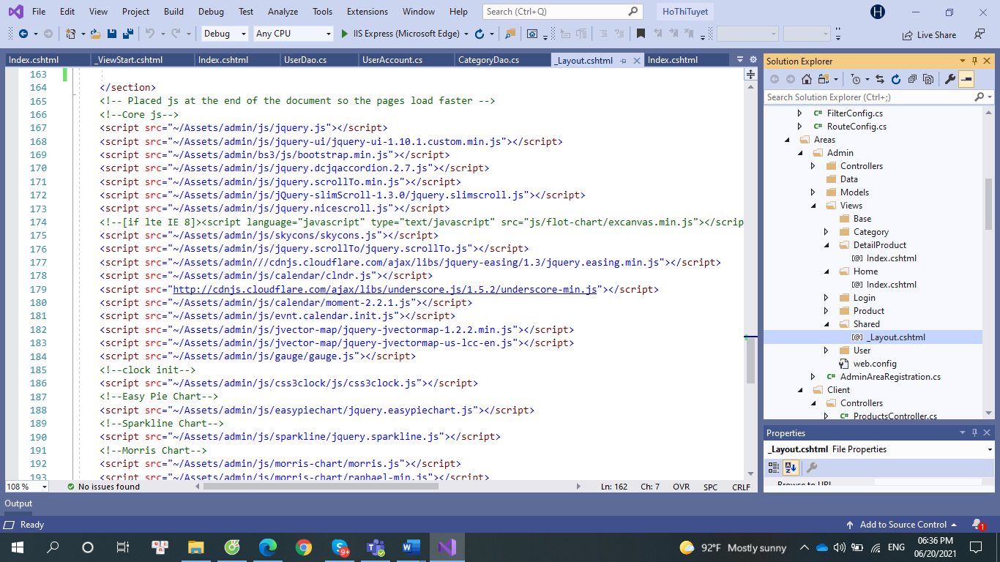 File Edit View Project Build Debug Test Analyze Tools Extensions Window Help Search (Ctrl+Q) HoThiTuyet H
Debug Any CPU IIS Express (Microsoft Edge) Live Share
Index.cshtml _ViewStart.cshtml Index.cshtml UserDao.cs UserAccount.cs CategoryDao.cs _Layout.cshtml Index.cshtml
163
164 </section>
165 <!-- Placed js at the end of the document so the pages load faster -->
166 <!--Core js-->
167 <script src="~/Assets/admin/js/jquery.js"></script>
168 <script src="~/Assets/admin/js/jquery-ui/jquery-ui-1.10.1.custom.min.js"></script>
169 <script src="~/Assets/admin/bs3/js/bootstrap.min.js"></script>
170 <script src="~/Assets/admin/js/jquery.dcjqaccordion.2.7.js"></script>
171 <script src="~/Assets/admin/js/jquery.scrollTo.min.js"></script>
172 <script src="~/Assets/admin/js/jQuery-slimScroll-1.3.0/jquery.slimscroll.js"></script>
173 <script src="~/Assets/admin/js/jquery.nicescroll.js"></script>
174 <!--[if lte IE 8]><script language="javascript" type="text/javascript" src="js/flot-chart/excanvas.min.js"></scrip
175 <script src="~/Assets/admin/js/skycons/skycons.js"></script>
176 <script src="~/Assets/admin/js/jquery.scrollTo/jquery.scrollTo.js"></script>
177 <script src="~/Assets/admin///cdnjs.cloudflare.com/ajax/libs/jquery-easing/1.3/jquery.easing.min.js"></script>
178 <script src="~/Assets/admin/js/calendar/clndr.js"></script>
179 <script src="http://cdnjs.cloudflare.com/ajax/libs/underscore.js/1.5.2/underscore-min.js"></script>
180 <script src="~/Assets/admin/js/calendar/moment-2.2.1.js"></script>
181 <script src="~/Assets/admin/js/evnt.calendar.init.js"></script>
182 <script src="~/Assets/admin/js/jvector-map/jquery-jvectormap-1.2.2.min.js"></script>
183 <script src="~/Assets/admin/js/jvector-map/jquery-jvectormap-us-lcc-en.js"></script>
184 <script src="~/Assets/admin/js/gauge/gauge.js"></script>
185 <!--clock init-->
186 <script src="~/Assets/admin/js/css3clock/js/css3clock.js"></script>
187 <!--Easy Pie Chart-->
188 <script src="~/Assets/admin/js/easypiechart/jquery.easypiechart.js"></script>
189 <!--Sparkline Chart-->
190 <script src="~/Assets/admin/js/sparkline/jquery.sparkline.js"></script>
191 <!--Morris Chart-->
192 <script src="~/Assets/admin/js/morris-chart/morris.js"></script>
193 <script src="~/Assets/admin/js/morris-chart/raphael-min.js"></script>
108 % No issues found Ln: 162 Ch: 7 OVR SPC CRLF
Solution Explorer
Search Solution Explorer (Ctrl+;)
C# FilterConfig.cs
C# RouteConfig.cs
Areas
Admin
Controllers
Data
Models
Views
Base
Category
DetailProduct
[@] Index.cshtml
Home
[@] Index.cshtml
Login
Product
Shared
[@] _Layout.cshtml
User
web.config
C# AdminAreaRegistration.cs
Client
Controllers
C# ProductsController.cs
Properties
_Layout.cshtml File Properties
Browse to URL
Output
Ready Add to Source Control 1
9+ 92°F Mostly sunny ENG 06:36 PM
06/20/2021